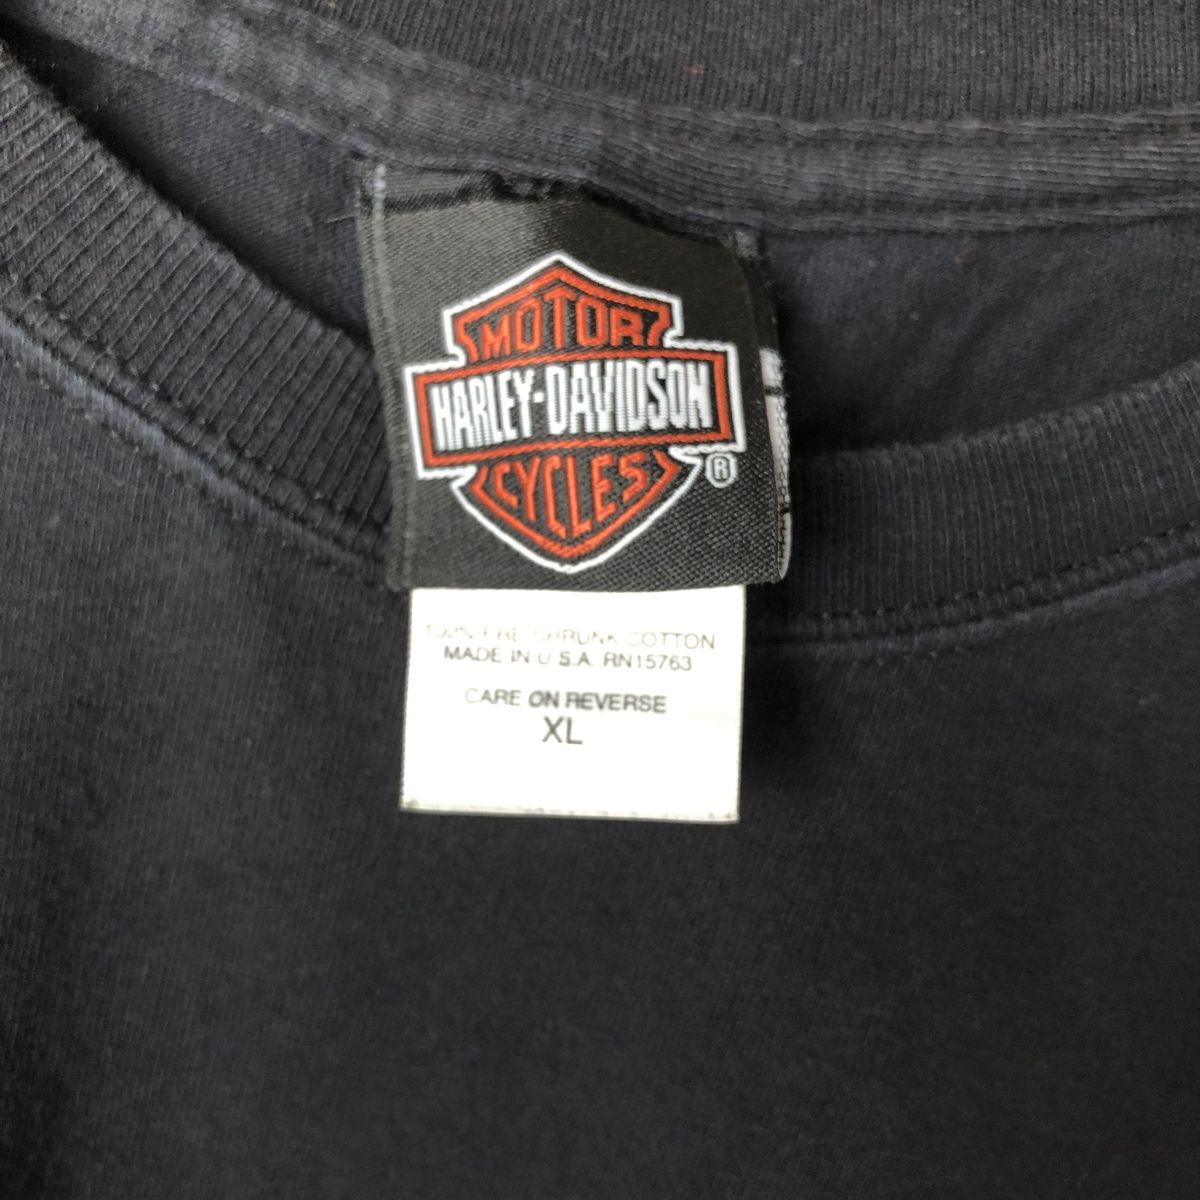 MOTOR
HARLEY-DAVIDSON
CYCLES
®
100% PRE-SHRUNK COTTON
MADE IN U.S.A. RN15763
CARE ON REVERSE
XL